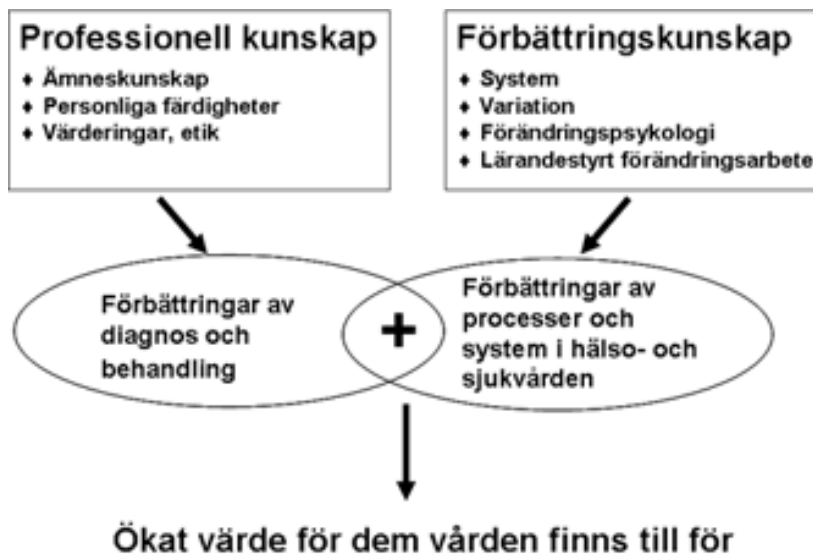 Professionell kunskap
♦ Ämneskunskap
♦ Personliga färdigheter
♦ Värderingar, etik
Förbättringskunskap
♦ System
♦ Variation
♦ Förändringspsykologi
♦ Lärandestyrt förändringsarbete
Förbättringar av
diagnos och
behandling
+
Förbättringar av
processer och
system i hälso- och
sjukvården
Ökat värde för dem vården finns till för